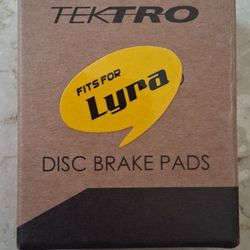 TEKTRO
FITS FOR
Lyra
DISC BRAKE PADS